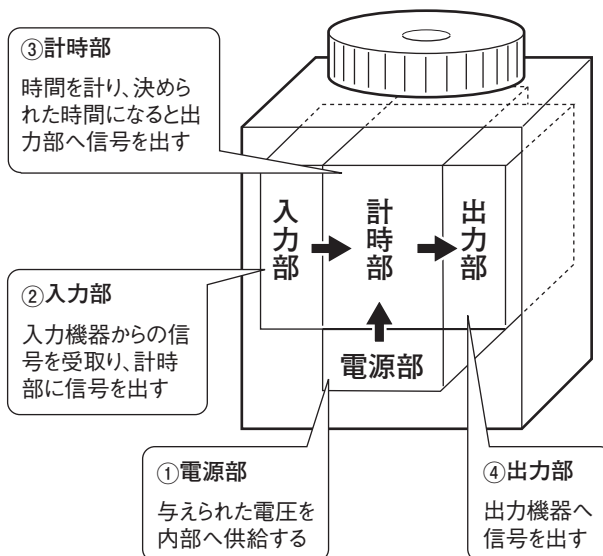 ③計時部
時間を計り、決めら
れた時間になると出
力部へ信号を出す
入力部
計時部
出力部
電源部
②入力部
入力機器からの信
号を受取り、計時
部に信号を出す
①電源部
与えられた電圧を
内部へ供給する
④出力部
出力機器へ
信号を出す